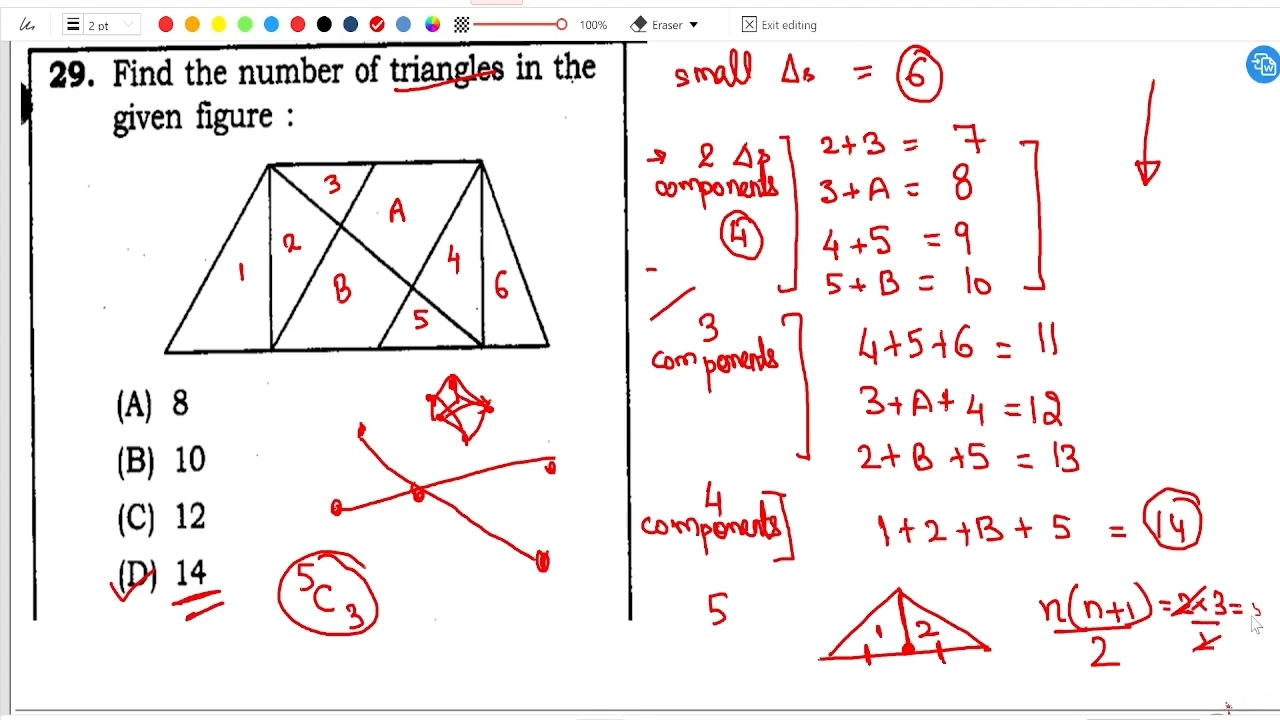 2 pt
100%
Eraser
Exit editing
29. Find the number of triangles in the
given figure :
1
2
3
A
B
4
5
6
(A) 8
(B) 10
(C) 12
(D) 14
5C3
small Δs = 6
2 Δs
components
4
2+3 = 7
3+A = 8
4+5 = 9
5+B = 10
3
components
4+5+6 = 11
3+A+4 = 12
2+B+5 = 13
4
components
1+2+B+5 = 14
5
1 2
n(n+1)/2 = 2×3/2 =